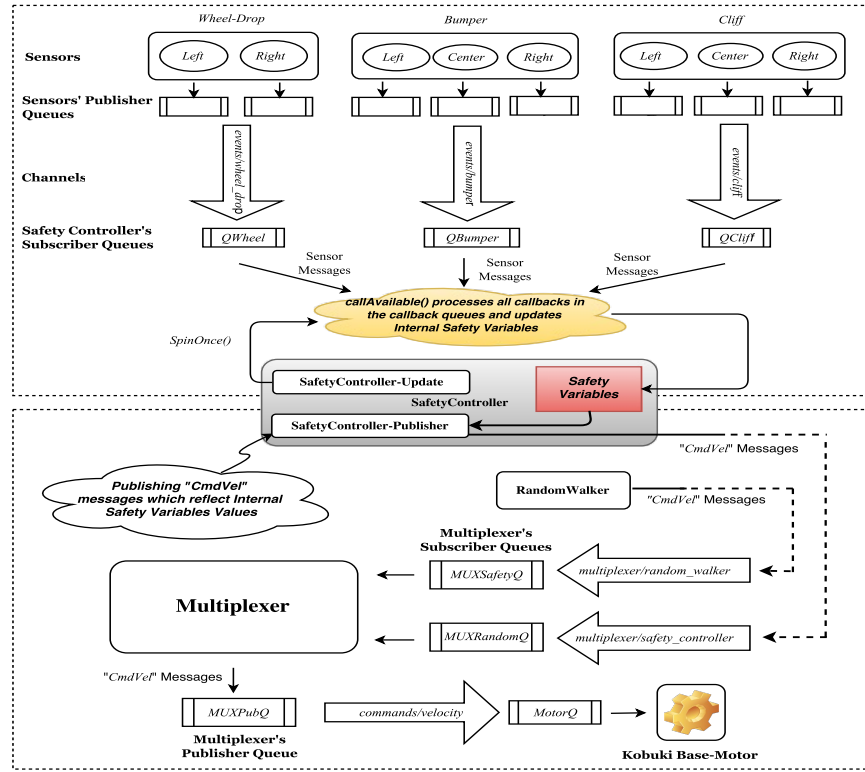 Wheel-Drop
Bumper
Cliff
Sensors
Left
Right
Left
Center
Right
Left
Center
Right
Sensors' Publisher
Queues
Channels
events/wheel_drop
events/bumper
events/cliff
Safety Controller's
Subscriber Queues
QWheel
QBumper
QCliff
Sensor
Messages
Sensor
Messages
Sensor
Messages
callAvailable() processes all callbacks in
the callback queues and updates
Internal Safety Variables
SpinOnce()
SafetyController-Update
Safety
Variables
SafetyController
SafetyController-Publisher
"CmdVel" Messages
Publishing "CmdVel"
messages which reflect Internal
Safety Variables Values
RandomWalker
"CmdVel" Messages
Multiplexer's
Subscriber Queues
MUXSafetyQ
multiplexer/random_walker
Multiplexer
MUXRandomQ
multiplexer/safety_controller
"CmdVel" Messages
MUXPubQ
commands/velocity
MotorQ
Multiplexer's
Publisher Queue
Kobuki Base-Motor